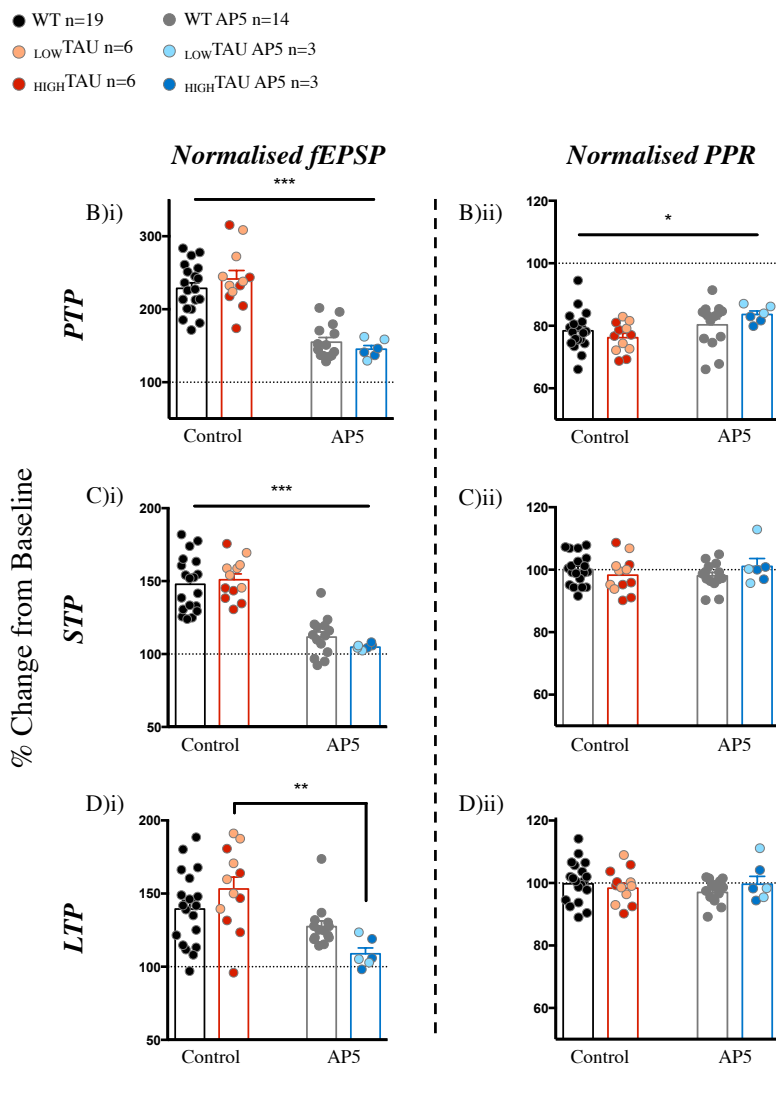 WT n=19 WT AP5 n=14
LOWTAU n=6 LOWTAU AP5 n=3
HIGHTAU n=6 HIGHTAU AP5 n=3
Normalised fEPSP Normalised PPR
% Change from Baseline
PTP
B)i)
***
300
200
100
Control AP5
B)ii)
*
120
100
80
60
Control AP5
STP
C)i)
***
200
150
100
50
Control AP5
C)ii)
120
100
80
60
Control AP5
LTP
D)i)
**
200
150
100
50
Control AP5
D)ii)
120
100
80
60
Control AP5